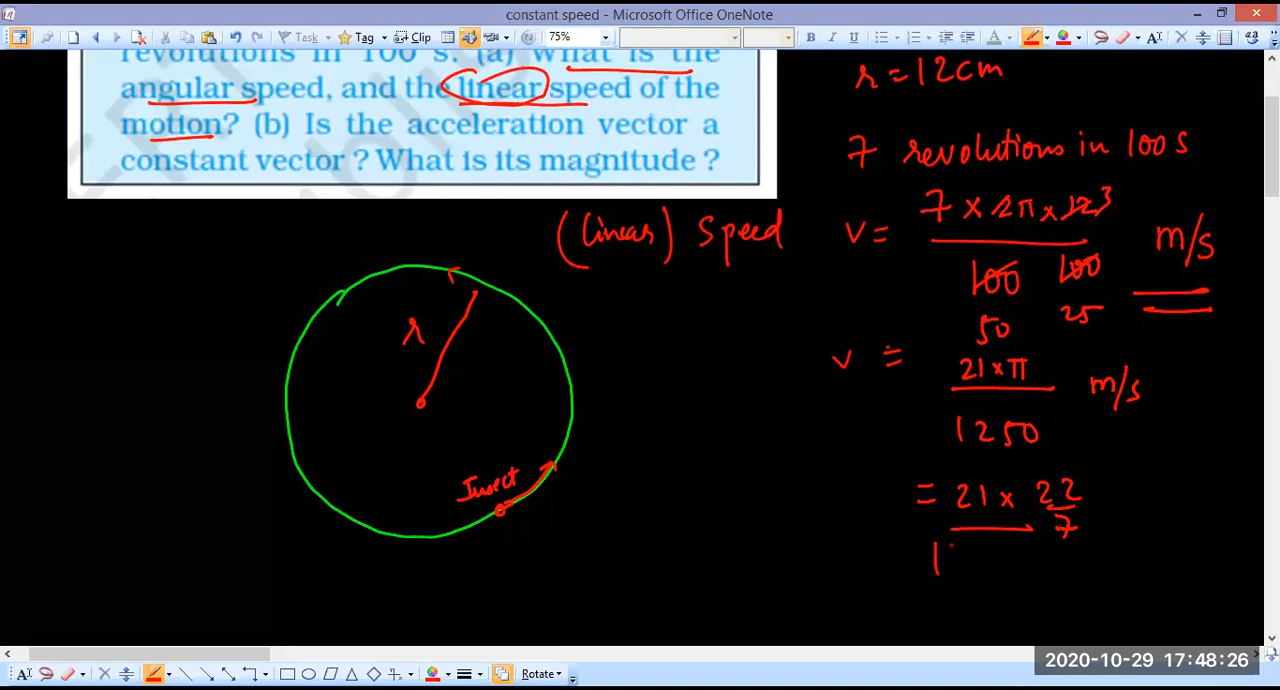 constant speed - Microsoft Office OneNote
Task Tag Clip 75% B I U
revolutions in 100 s. (a) What is the
angular speed, and the linear speed of the
motion? (b) Is the acceleration vector a
constant vector ? What is its magnitude ?
r = 12 cm
7 revolutions in 100 s
(linear) Speed
v = 7 × 2π × 12 3 m/s
100 100
50 25
v = 21 × π m/s
1250
= 21 × 22
7
r
Insect
2020-10-29 17:48:26
Rotate